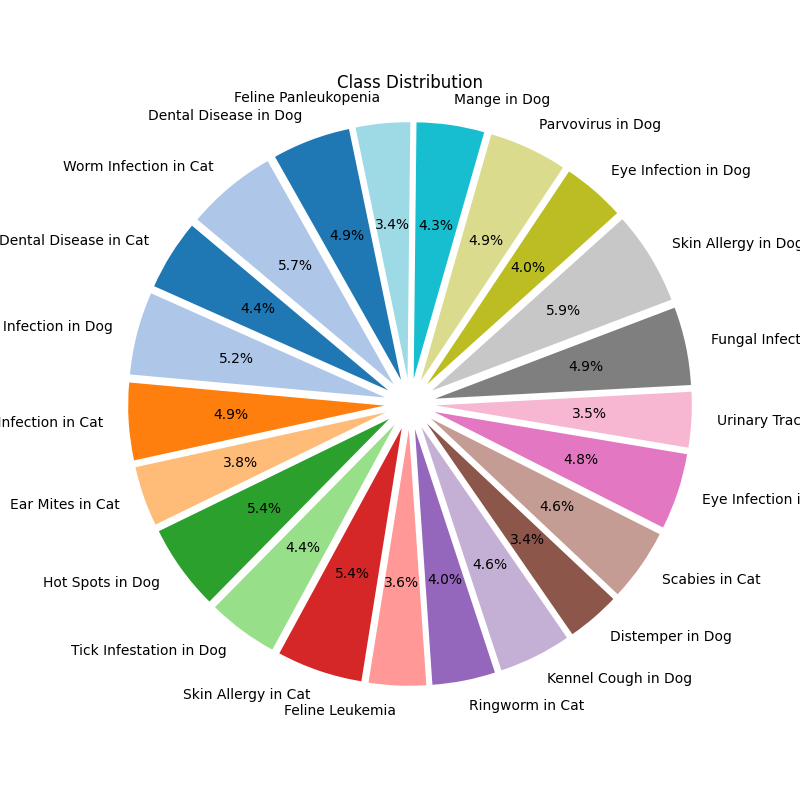 Class Distribution
Feline Panleukopenia
Mange in Dog
Dental Disease in Dog
Parvovirus in Dog
Worm Infection in Cat
Eye Infection in Dog
Dental Disease in Cat
Skin Allergy in Dog
Infection in Dog
Fungal Infect
Infection in Cat
Urinary Trac
Ear Mites in Cat
Eye Infection i
Hot Spots in Dog
Scabies in Cat
Tick Infestation in Dog
Distemper in Dog
Skin Allergy in Cat
Kennel Cough in Dog
Feline Leukemia
Ringworm in Cat
3.4%
4.3%
4.9%
4.9%
5.7%
4.0%
4.4%
5.9%
5.2%
4.9%
4.9%
3.5%
3.8%
4.8%
5.4%
4.6%
4.4%
3.4%
5.4%
4.6%
3.6%
4.0%